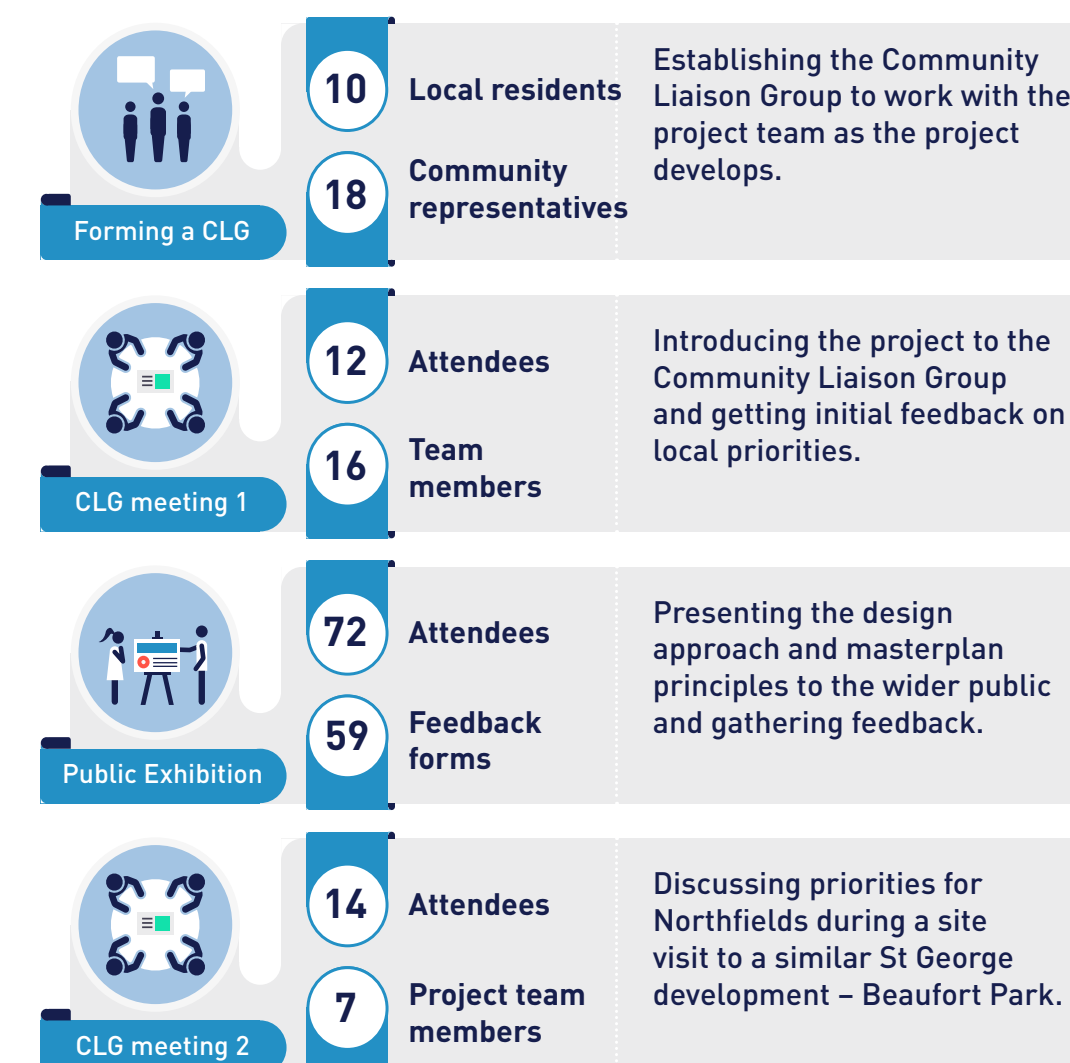 Forming a CLG
10
Local residents
18
Community
representatives
Establishing the Community
Liaison Group to work with the
project team as the project
develops.
CLG meeting 1
12
Attendees
16
Team
members
Introducing the project to the
Community Liaison Group
and getting initial feedback on
local priorities.
Public Exhibition
72
Attendees
59
Feedback
forms
Presenting the design
approach and masterplan
principles to the wider public
and gathering feedback.
CLG meeting 2
14
Attendees
7
Project team
members
Discussing priorities for
Northfields during a site
visit to a similar St George
development – Beaufort Park.